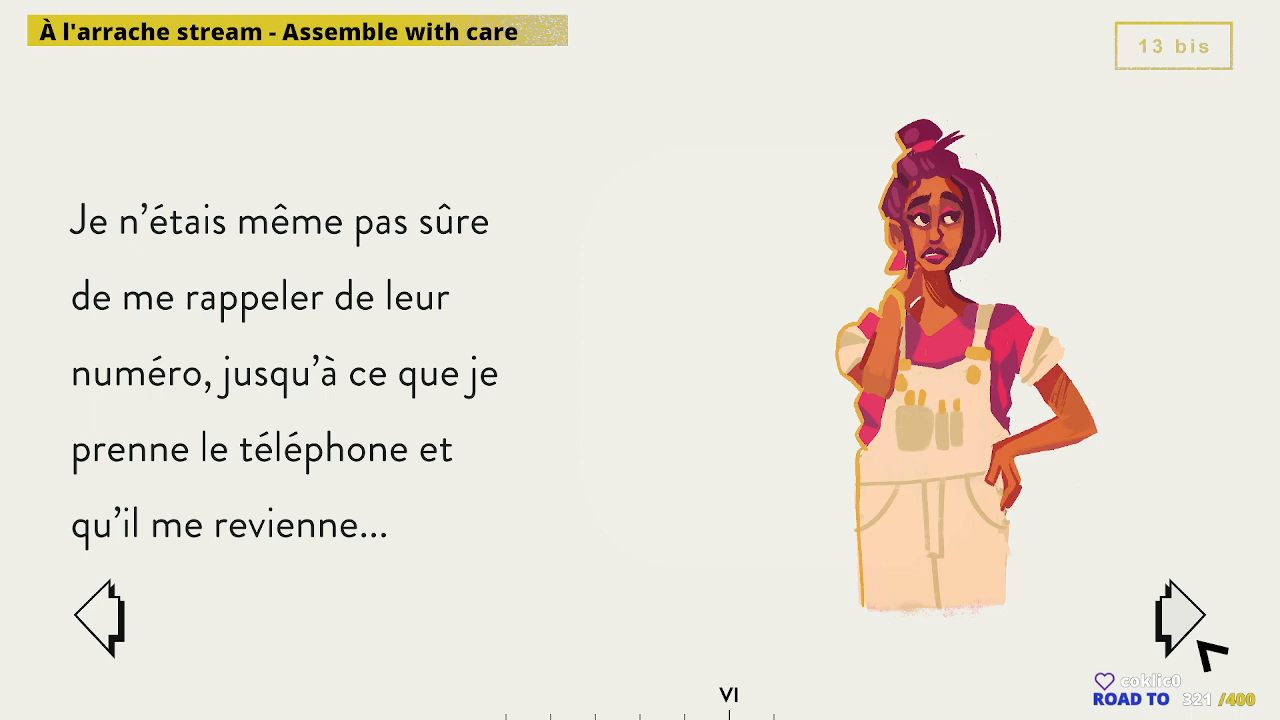 À l'arrache stream - Assemble with care
13 bis
Je n'étais même pas sûre
de me rappeler de leur
numéro, jusqu'à ce que je
prenne le téléphone et
qu'il me revienne...
VI
coklic0
ROAD TO 321 /400